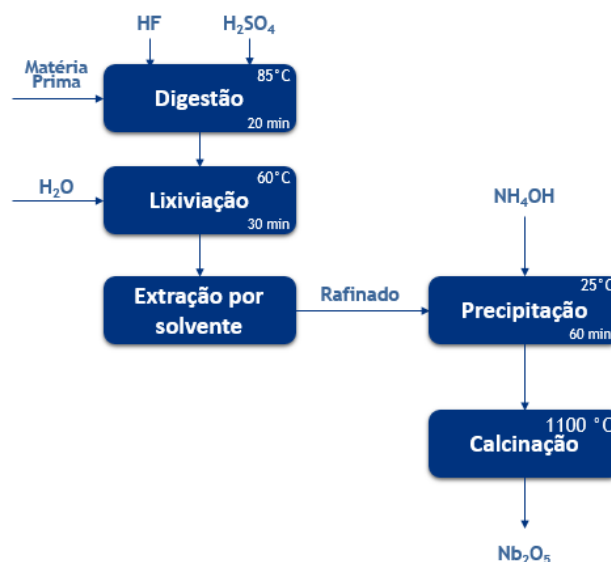 HF
H₂SO₄
Matéria
Prima
85°C
Digestão
20 min
H₂O
60°C
Lixiviação
30 min
NH₄OH
Extração por
solvente
Rafinado
25°C
Precipitação
60 min
1100 °C
Calcinação
Nb₂O₅